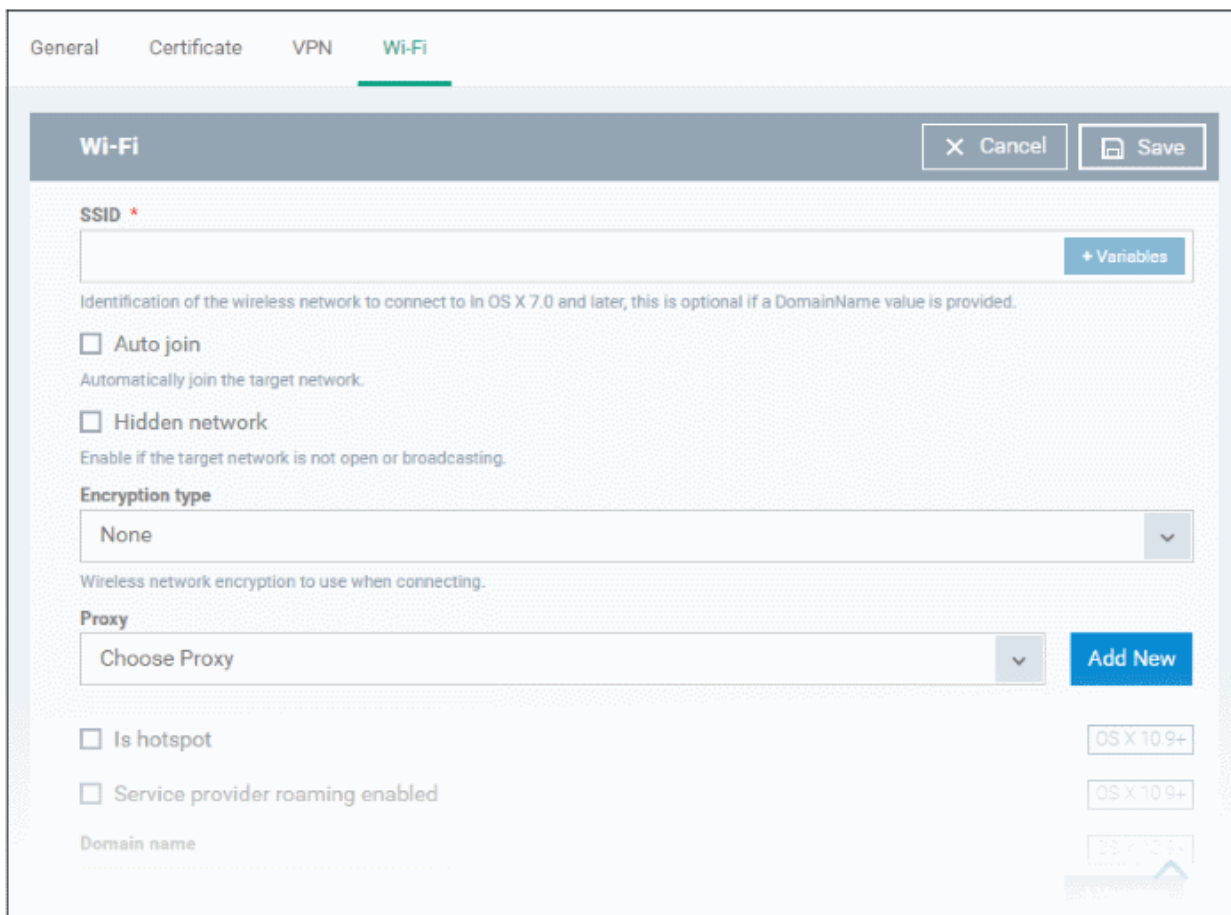 General Certificate VPN Wi-Fi
Wi-Fi Cancel Save
SSID *
+ Variables
Identification of the wireless network to connect to In OS X 7.0 and later, this is optional if a DomainName value is provided.
Auto join
Automatically join the target network.
Hidden network
Enable if the target network is not open or broadcasting.
Encryption type
None
Wireless network encryption to use when connecting.
Proxy
Choose Proxy Add New
Is hotspot OS X 10.9+
Service provider roaming enabled OS X 10.9+
Domain name